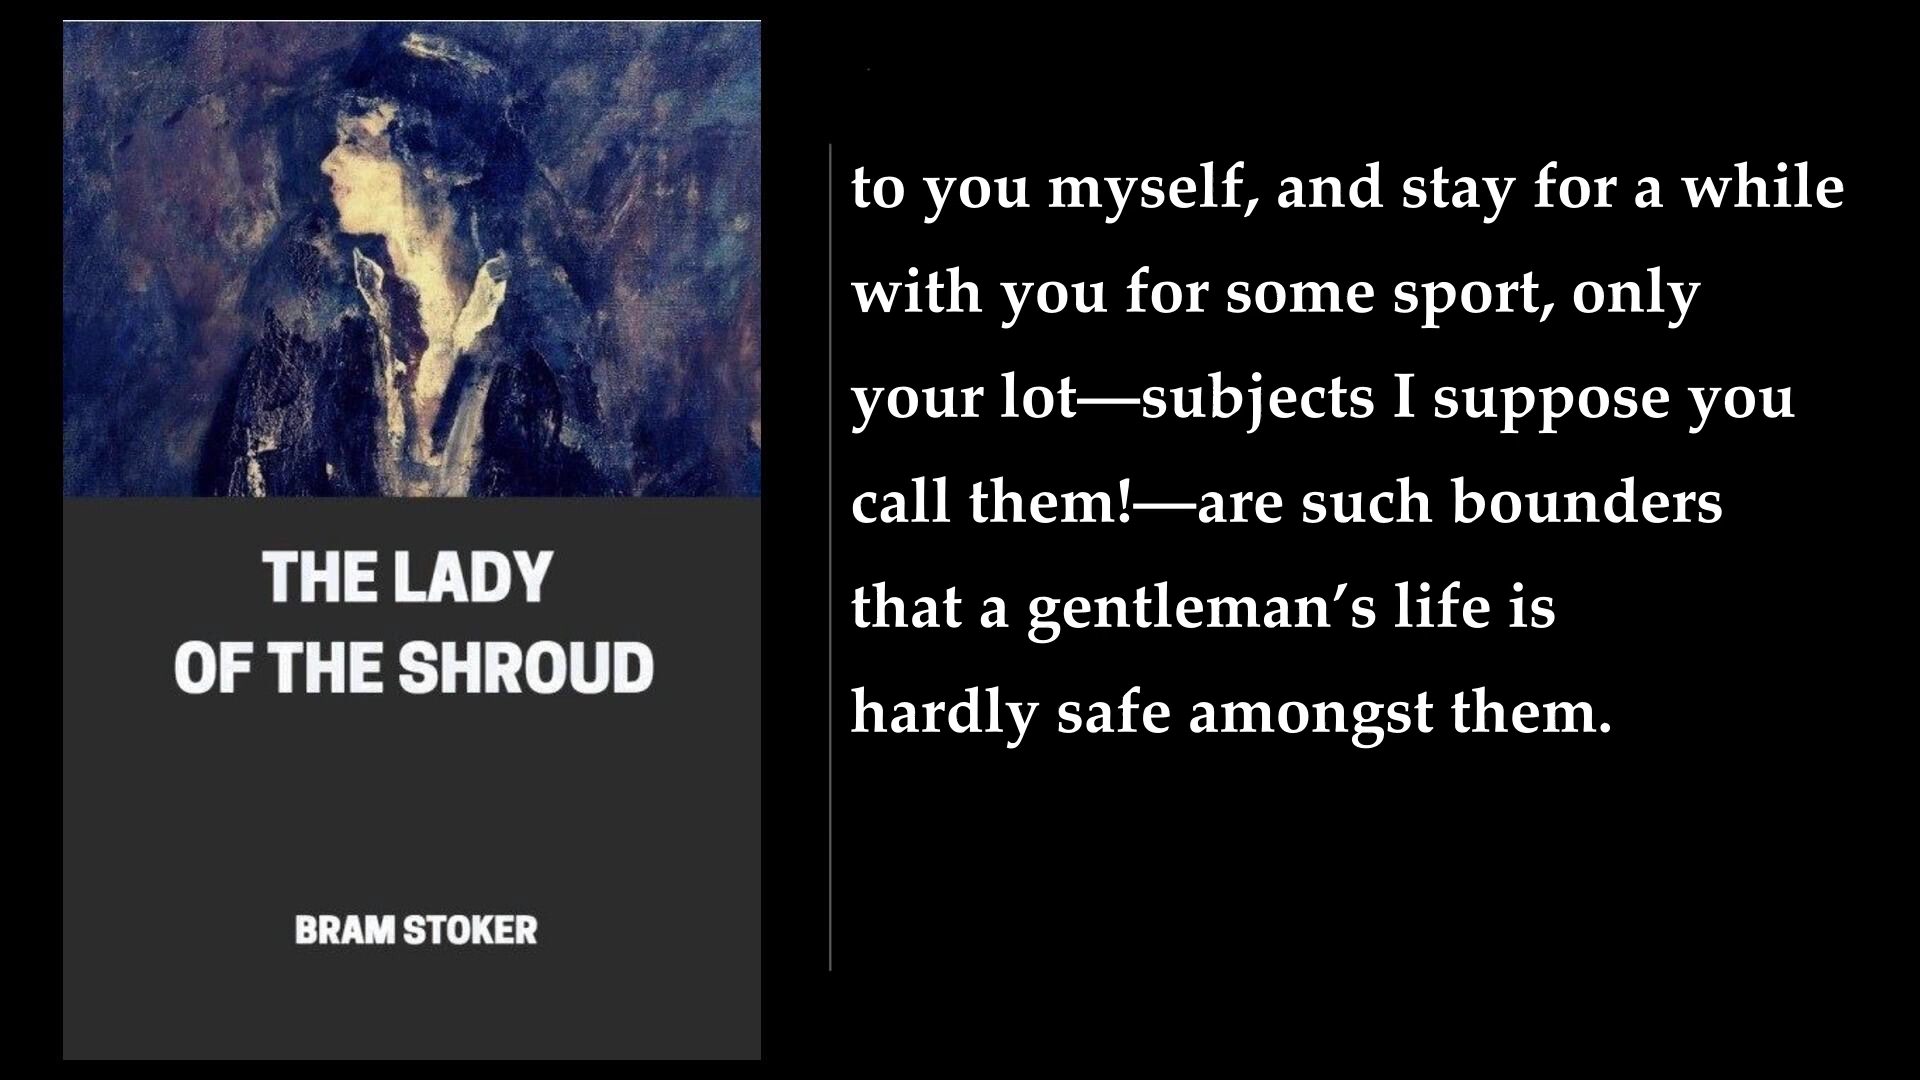 THE LADY
OF THE SHROUD
BRAM STOKER
to you myself, and stay for a while
with you for some sport, only
your lot—subjects I suppose you
call them!—are such bounders
that a gentleman’s life is
hardly safe amongst them.